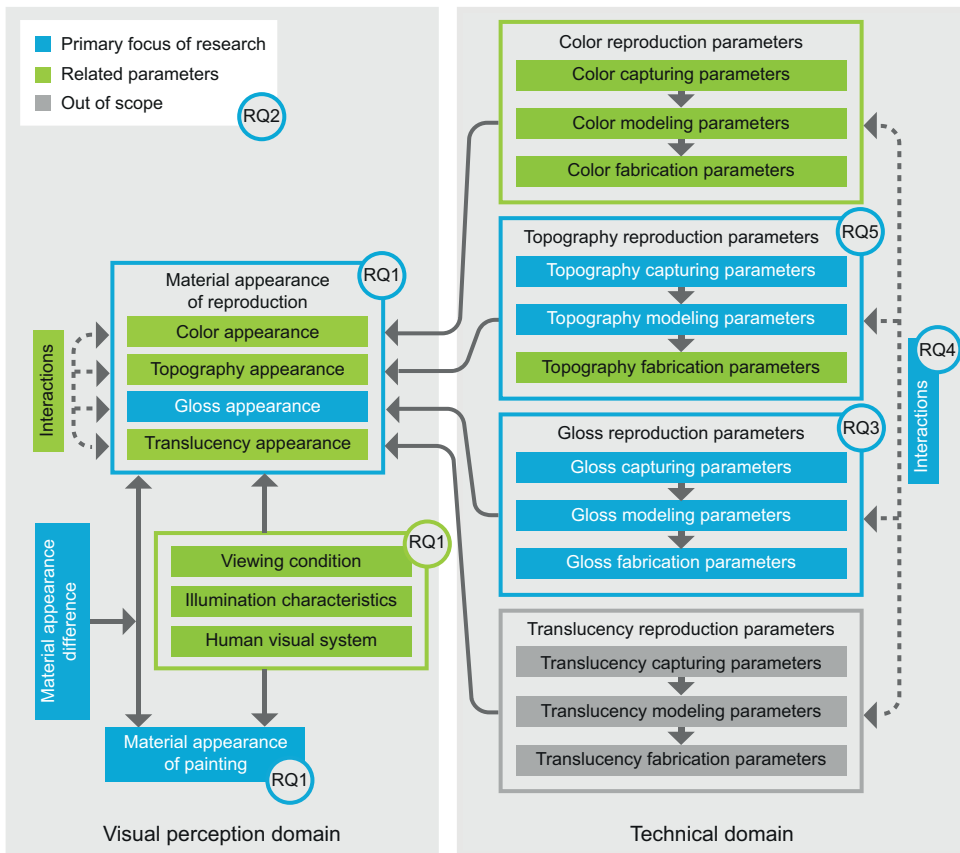 Primary focus of research
Related parameters
Out of scope
RQ2
Material appearance
of reproduction
RQ1
Color appearance
Topography appearance
Gloss appearance
Translucency appearance
Interactions
Material appearance
difference
RQ1
Viewing condition
Illumination characteristics
Human visual system
Material appearance
of painting
RQ1
Visual perception domain
Color reproduction parameters
Color capturing parameters
Color modeling parameters
Color fabrication parameters
RQ5
Topography reproduction parameters
Topography capturing parameters
Topography modeling parameters
Topography fabrication parameters
RQ4
Interactions
Gloss reproduction parameters
RQ3
Gloss capturing parameters
Gloss modeling parameters
Gloss fabrication parameters
Translucency reproduction parameters
Translucency capturing parameters
Translucency modeling parameters
Translucency fabrication parameters
Technical domain